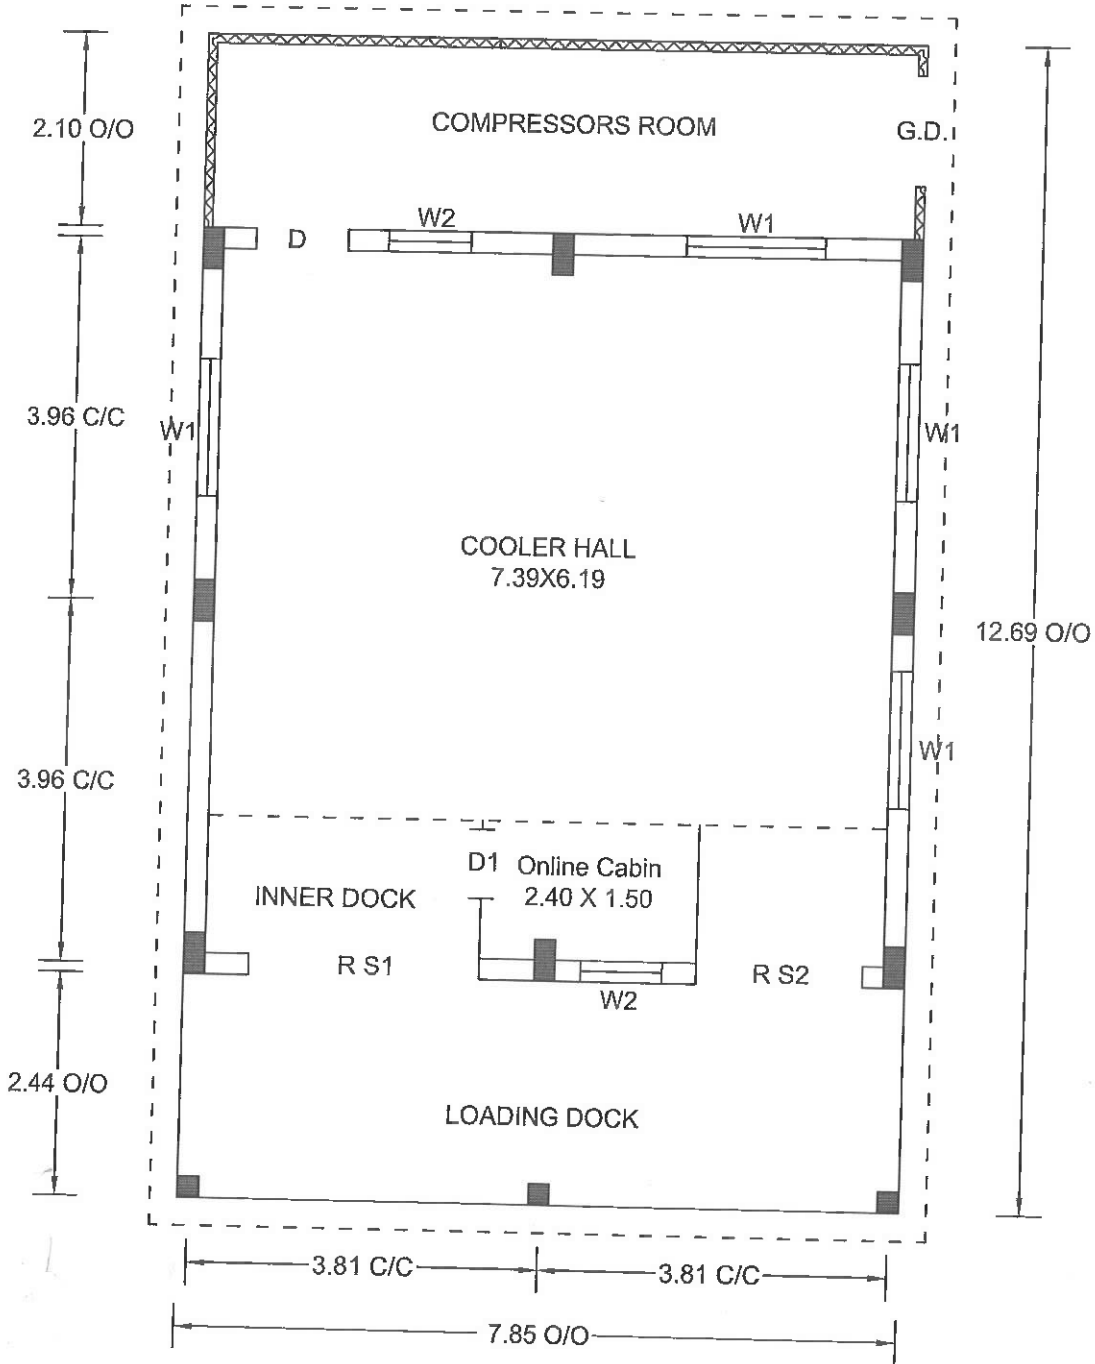 2.10 O/O
COMPRESSORS ROOM
G.D.
D
W2
W1
3.96 C/C
W1
W1
COOLER HALL
7.39X6.19
12.69 O/O
3.96 C/C
W1
D1
Online Cabin
2.40 X 1.50
INNER DOCK
R S1
R S2
W2
2.44 O/O
LOADING DOCK
3.81 C/C
3.81 C/C
7.85 O/O